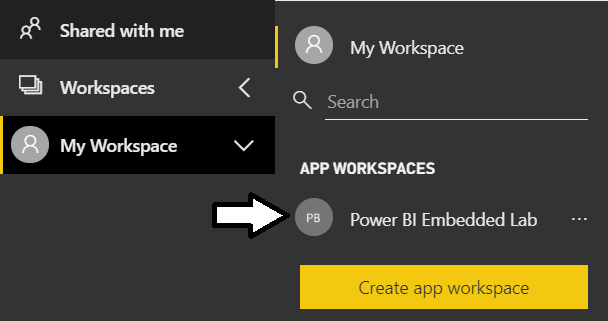 Shared with me
Workspaces
My Workspace
My Workspace
Search
APP WORKSPACES
PB
Power BI Embedded Lab
...
Create app workspace